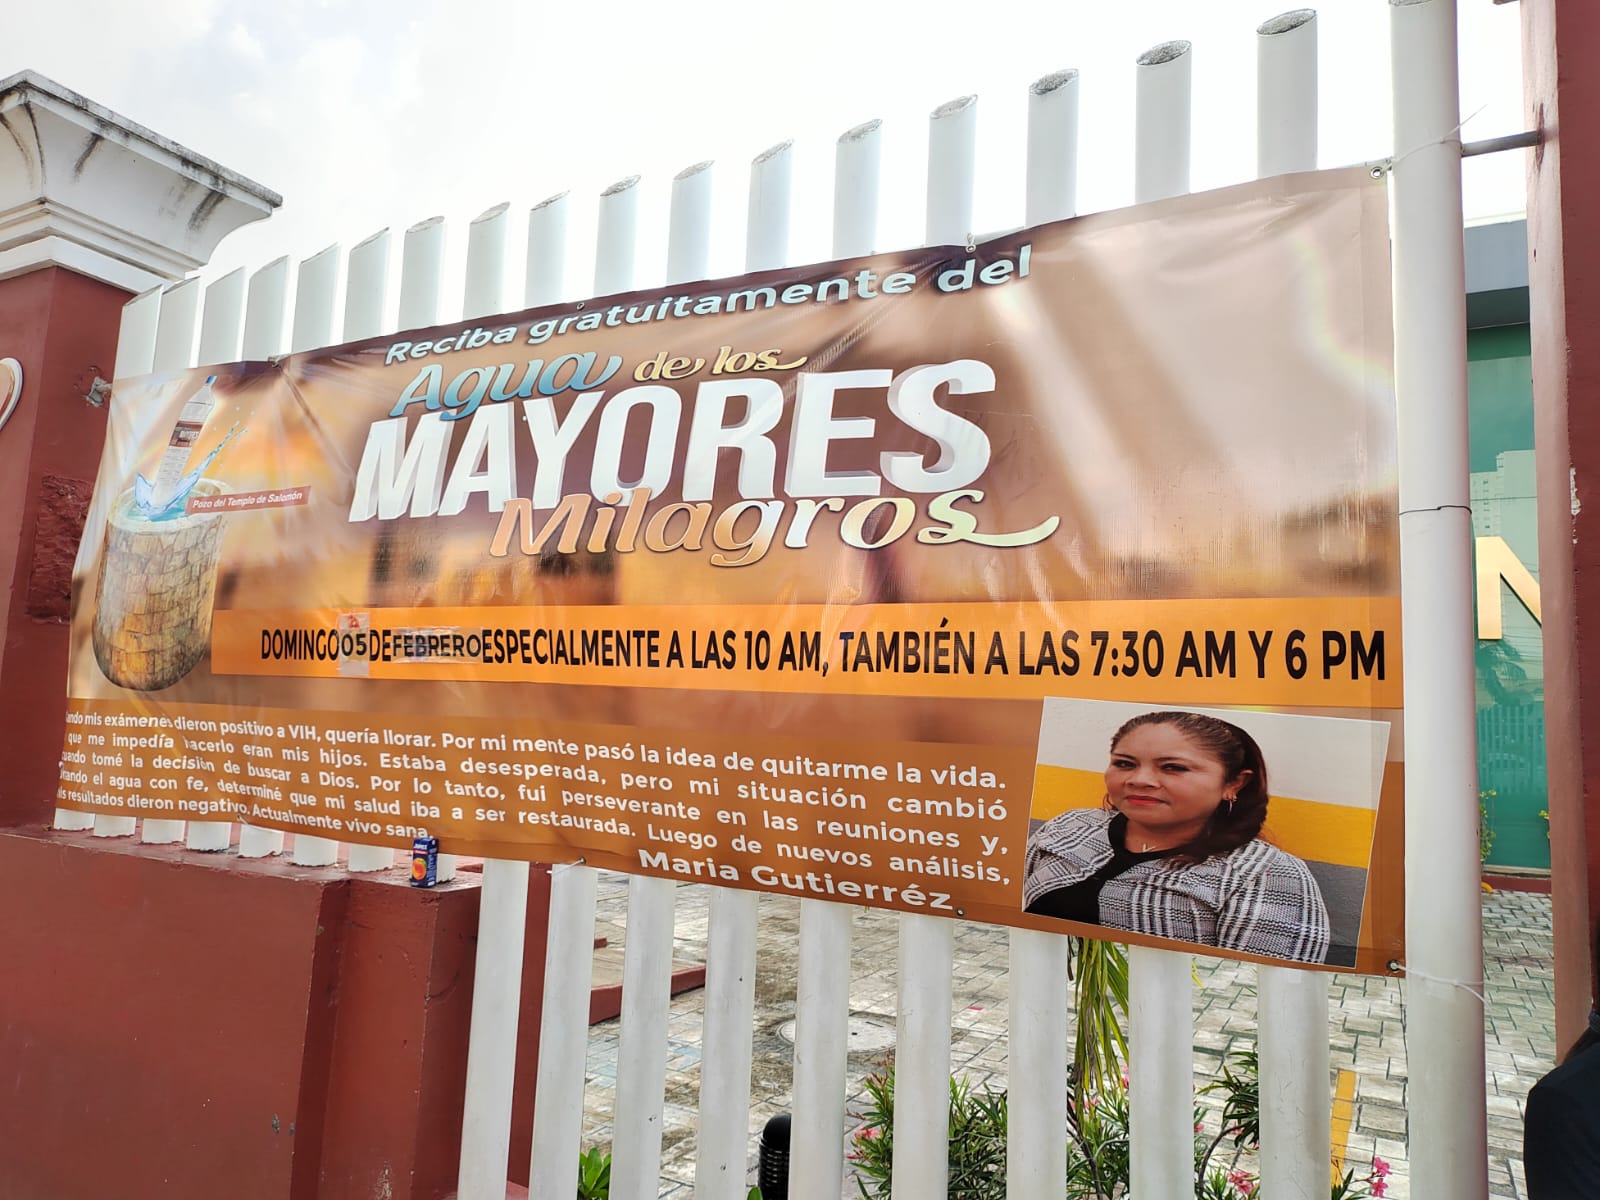 Reciba gratuitamente del
Agua de los
MAYORES
Milagros
Pozo del Templo de Salomón
DOMINGO 05 DE FEBRERO ESPECIALMENTE A LAS 10 AM, TAMBIÉN A LAS 7:30 AM Y 6 PM
mis exámenes dieron positivo a VIH, quería llorar. Por mi mente pasó la idea de quitarme la vida.
que me impedía hacerlo eran mis hijos. Estaba desesperada, pero mi situación cambió
cuando tomé la decisión de buscar a Dios. Por lo tanto, fui perseverante en las reuniones y,
el agua con fe, determiné que mi salud iba a ser restaurada. Luego de nuevos análisis,
mis resultados dieron negativo. Actualmente vivo sana.
Maria Gutierréz
N